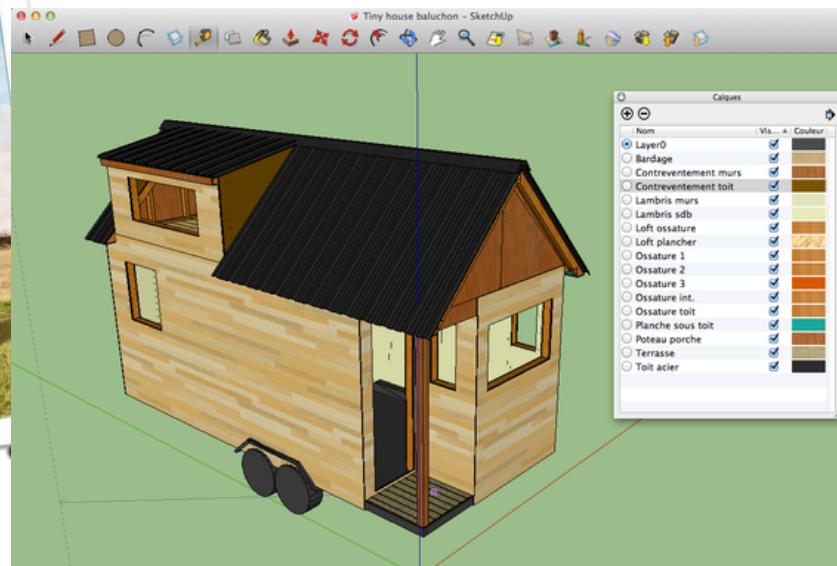 Tiny house baluchon – SketchUp
Calques
Nom Vis... Couleur
Layer0
Bardage
Contreventement murs
Contreventement toit
Lambris murs
Lambris sdb
Loft ossature
Loft plancher
Ossature 1
Ossature 2
Ossature 3
Ossature int.
Ossature toit
Planche sous toit
Poteau porche
Terrasse
Toit acier